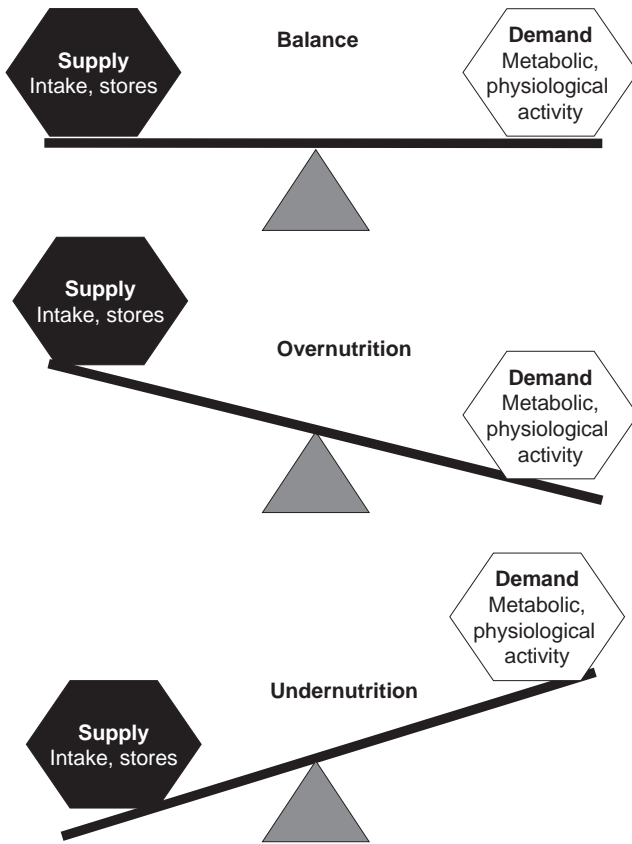 Balance
Supply
Intake, stores
Demand
Metabolic,
physiological
activity
Supply
Intake, stores
Overnutrition
Demand
Metabolic,
physiological
activity
Demand
Metabolic,
physiological
activity
Undernutrition
Supply
Intake, stores